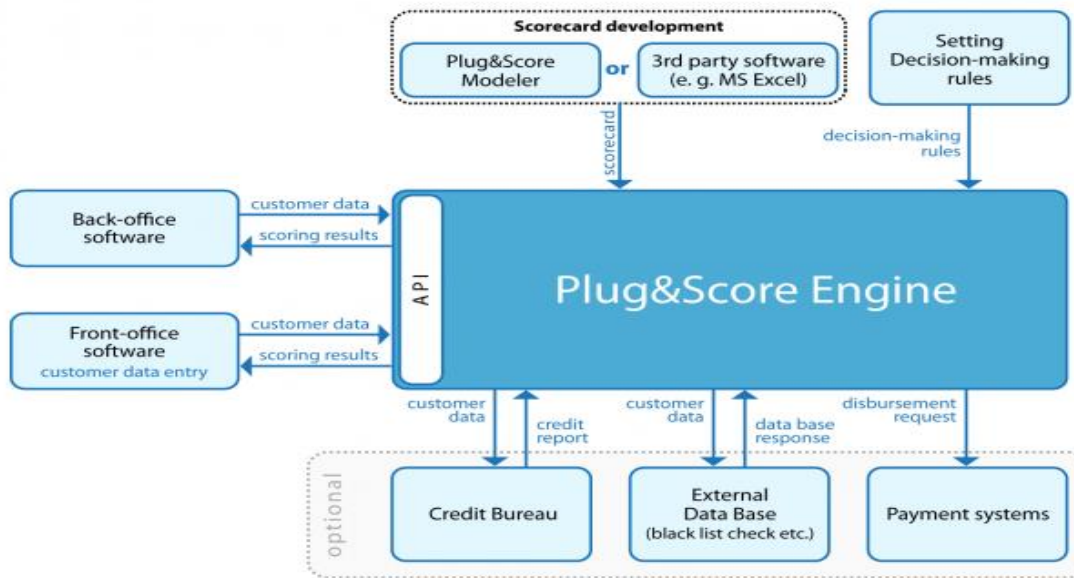 Scorecard development
Plug&Score
Modeler
or
3rd party software
(e. g. MS Excel)
Setting
Decision-making
rules
scorecard
decision-making
rules
Back-office
software
customer data
scoring results
Front-office
software
customer data entry
customer data
scoring results
API
Plug&Score Engine
customer
data
credit
report
customer
data
data base
response
disbursement
request
optional
Credit Bureau
External
Data Base
(black list check etc.)
Payment systems